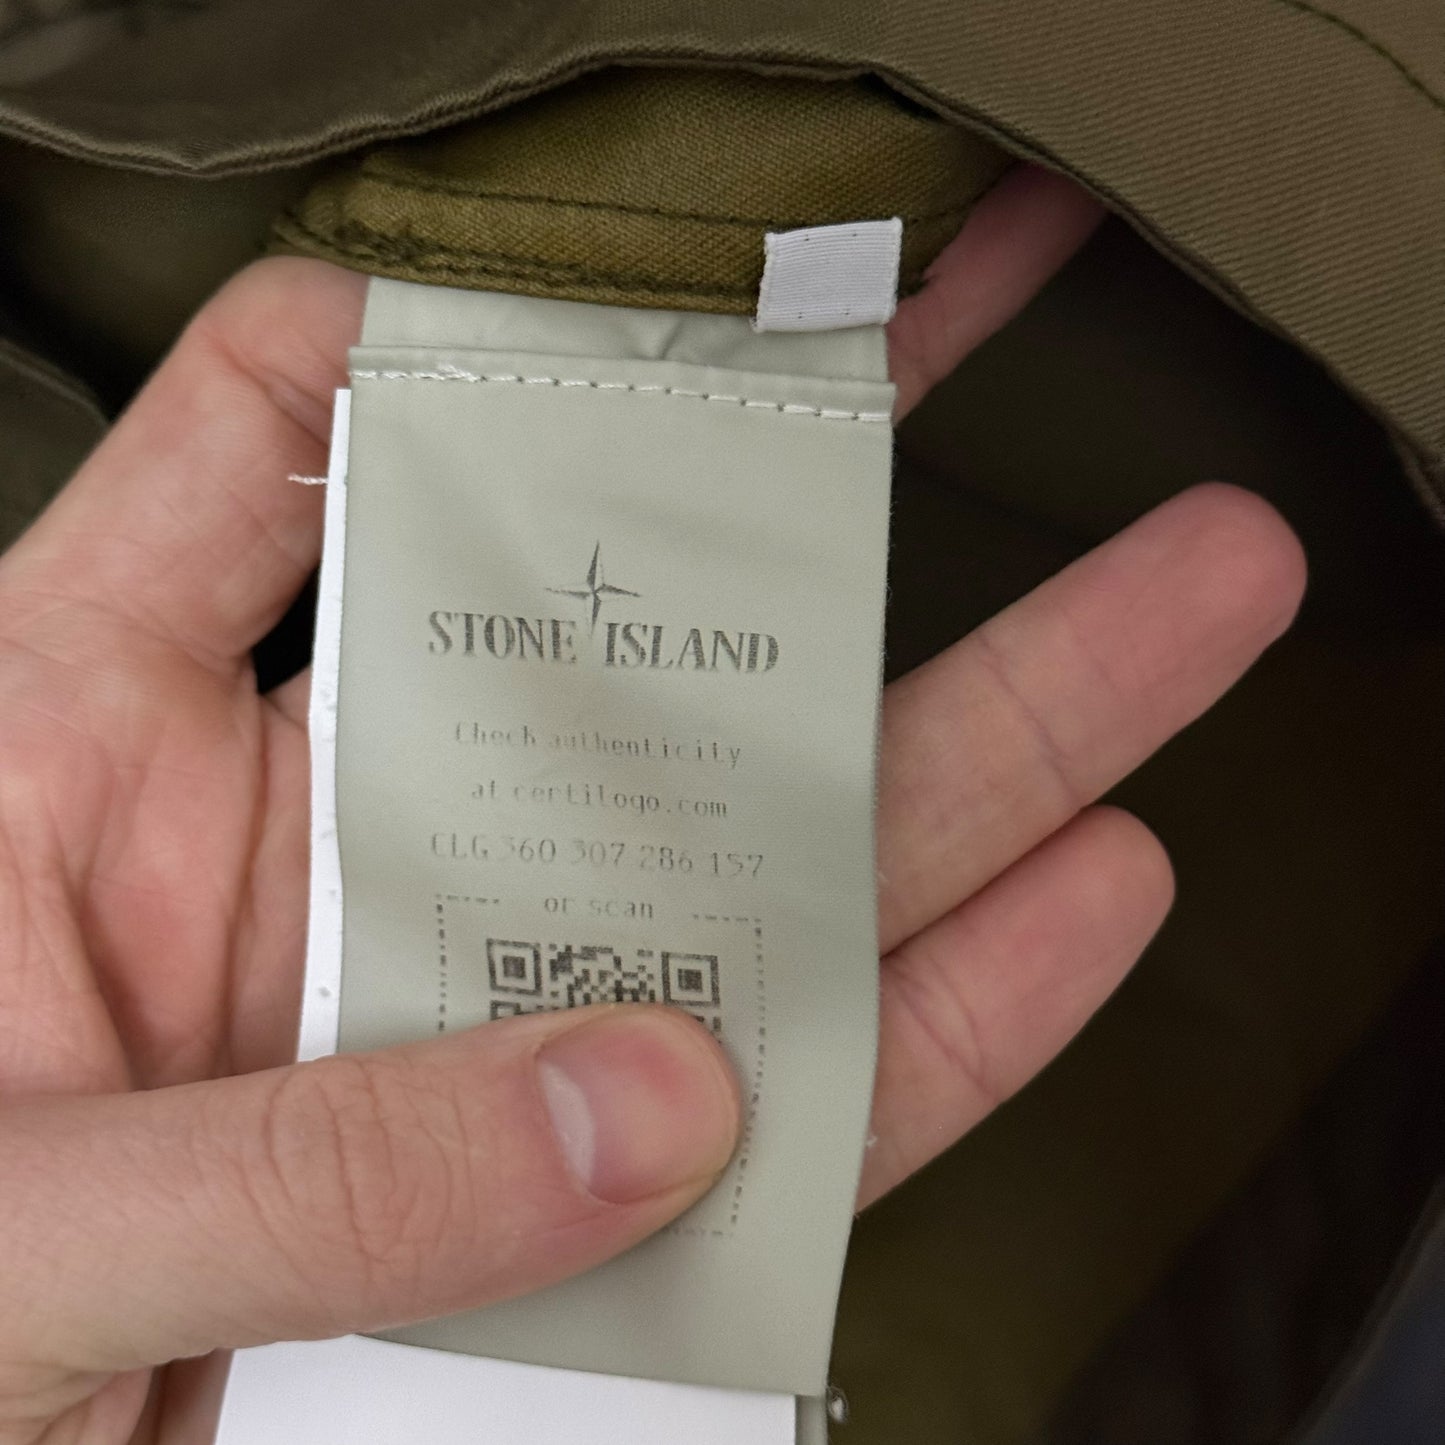 STONE ISLAND
Check authenticity
at certilogo.com
CLG 360 307 286 157
or scan